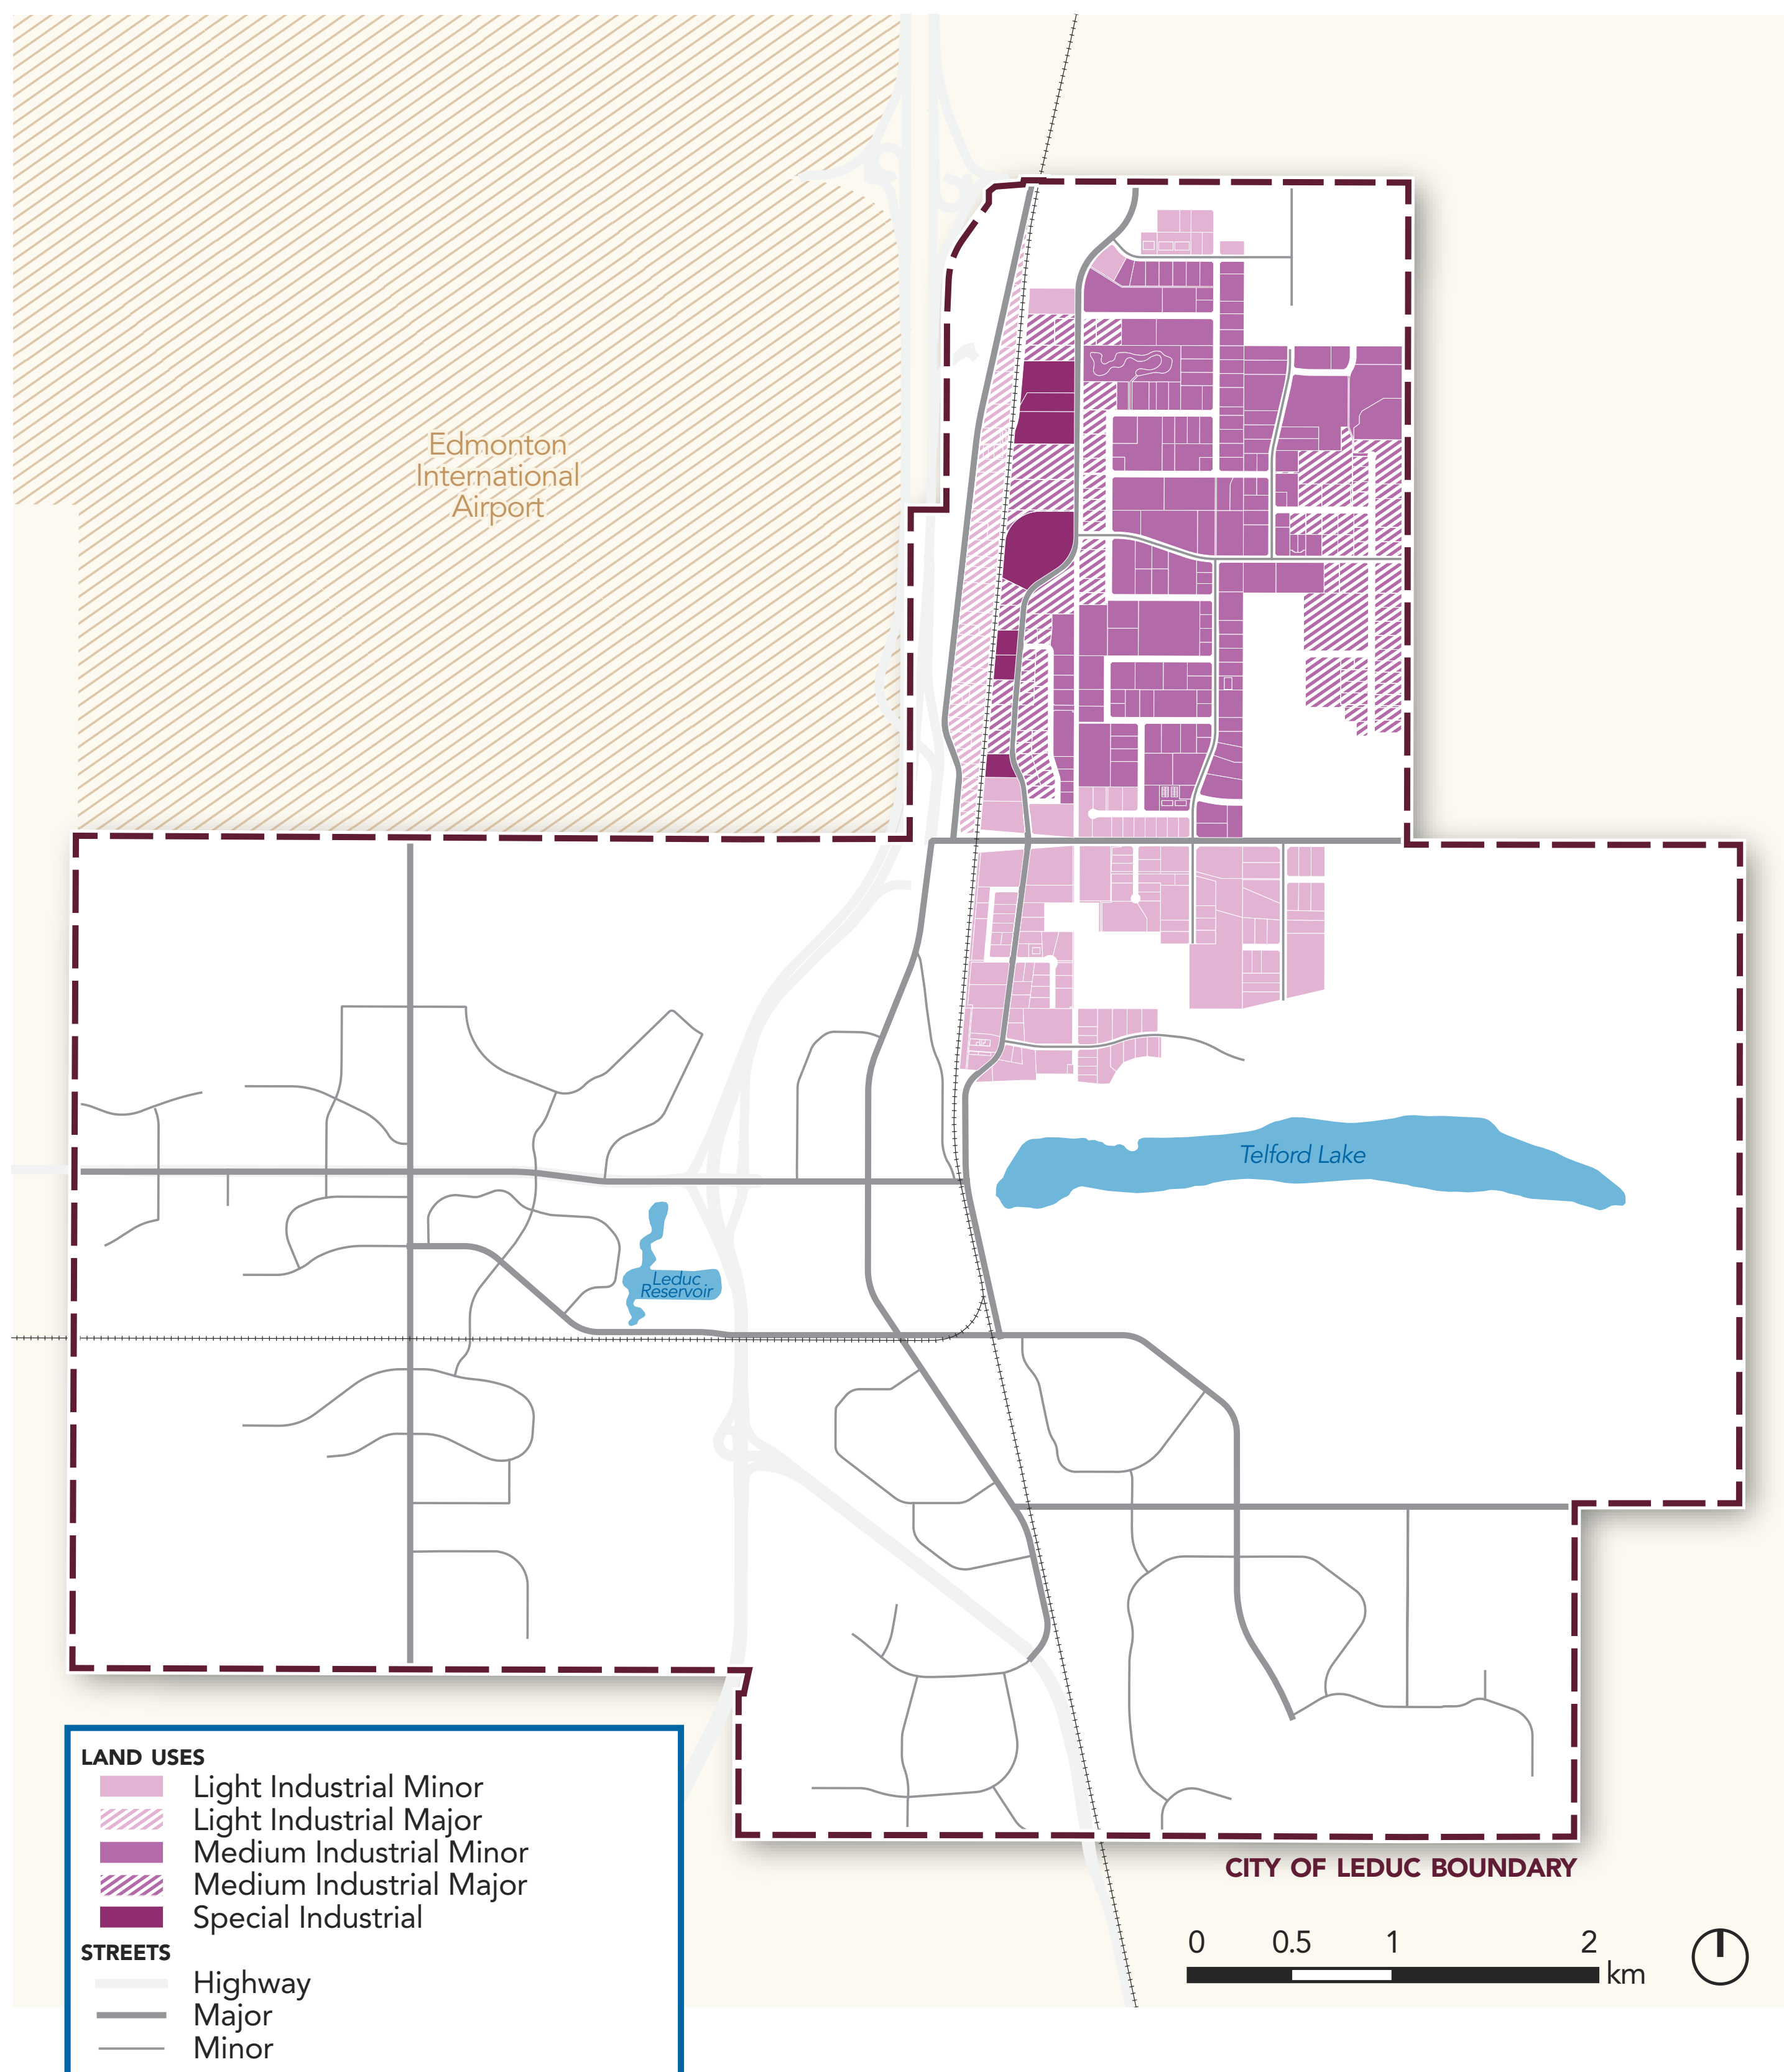 Edmonton
International
Airport
Telford Lake
Leduc
Reservoir
LAND USES
Light Industrial Minor
Light Industrial Major
Medium Industrial Minor
Medium Industrial Major
Special Industrial
STREETS
Highway
Major
Minor
CITY OF LEDUC BOUNDARY
0 0.5 1 2
km